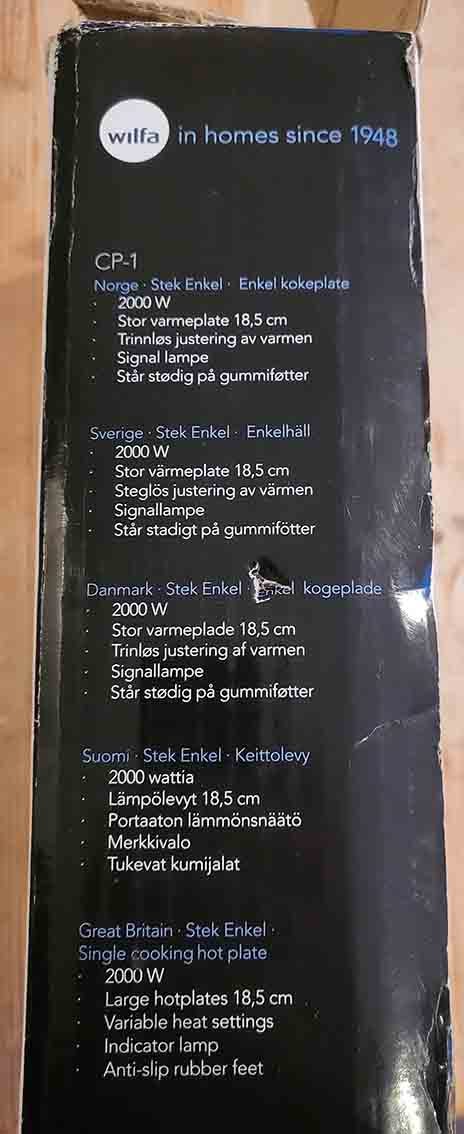 wilfa in homes since 1948
CP-1
Norge · Stek Enkel · Enkel kokeplate
· 2000 W
· Stor varmeplate 18,5 cm
· Trinnløs justering av varmen
· Signal lampe
· Står stødig på gummiføtter
Sverige · Stek Enkel · Enkelhäll
· 2000 W
· Stor värmeplate 18,5 cm
· Steglös justering av värmen
· Signallampe
· Står stadigt på gummifötter
Danmark · Stek Enkel · Enkel kogeplade
· 2000 W
· Stor varmeplade 18,5 cm
· Trinløs justering af varmen
· Signallampe
· Står stødig på gummiføtter
Suomi · Stek Enkel · Keittolevy
· 2000 wattia
· Lämpölevyt 18,5 cm
· Portaaton lämmönsnäätö
· Merkkivalo
· Tukevat kumijalat
Great Britain · Stek Enkel ·
Single cooking hot plate
· 2000 W
· Large hotplates 18,5 cm
· Variable heat settings
· Indicator lamp
· Anti-slip rubber feet